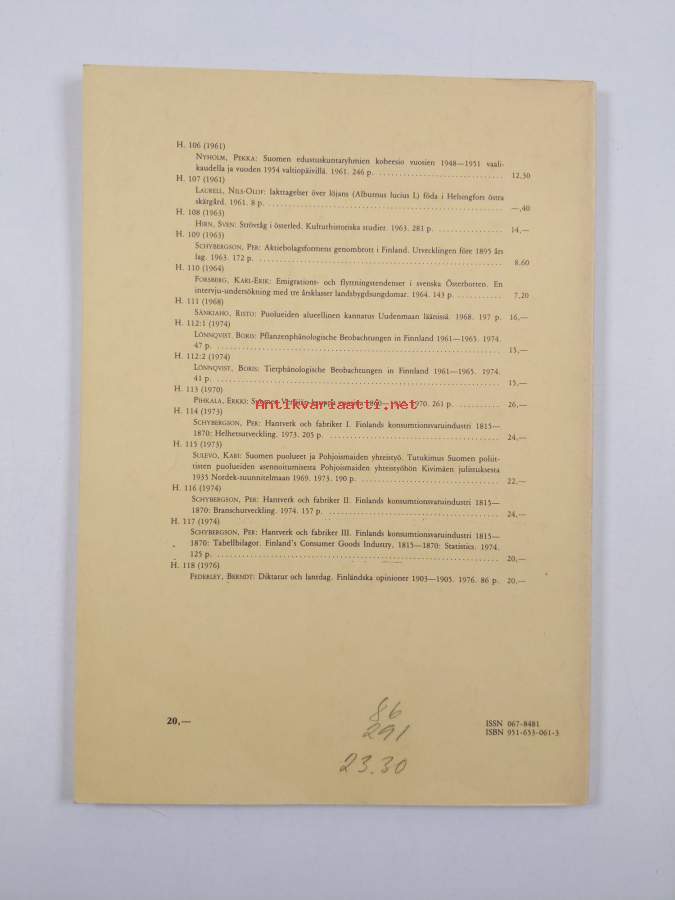 H. 106 (1961)
NYHOLM, PEKKA: Suomen edustuskuntaryhmien koheesio vuosien 1948—1951 vaali-
kaudella ja vuoden 1954 valtiopäivillä. 1961. 246 p. 12,50
H. 107 (1961)
LAURELL, NILS-OLOF: Iakttagelser över löjans (Alburnus lucius L) föda i Helsingfors östra
skärgård. 1961. 8 p. —,40
H. 108 (1963)
HIRN, SVEN: Strövtåg i österled. Kulturhistoriska studier. 1963. 281 p. 14,—
H. 109 (1963)
SCHYBERGSON, PER: Aktiebolagsformens genombrott i Finland. Utvecklingen före 1895 års
lag. 1963. 172 p. 8,60
H. 110 (1964)
FORSBERG, KARL-ERIK: Emigrations- och flyttningstendenser i svenska Österbotten. En
intervju-undersökning med tre årsklasser landsbygdsungdomar. 1964. 143 p. 7,20
H. 111 (1968)
SÄNKIAHO, RISTO: Puolueiden alueellinen kannatus Uudenmaan läänissä. 1968. 197 p. 16,—
H. 112:1 (1974)
LÖNNQVIST, BORIS: Pflanzenphänologische Beobachtungen in Finnland 1961—1965. 1974.
47 p. 15,—
H. 112:2 (1974)
LÖNNQVIST, BORIS: Tierphänologische Beobachtungen in Finnland 1961—1965. 1974.
41 p. 15,—
H. 113 (1970)
PIHKALA, ERKKI: Suomen Venäjän-kauppa vuosina 1860—1917. 1970. 261 p. 26,—
Antikvariaatti.net
H. 114 (1973)
SCHYBERGSON, PER: Hantverk och fabriker I. Finlands konsumtionsvaruindustri 1815—
1870: Helhetsutveckling. 1973. 205 p. 24,—
H. 115 (1973)
SULEVO, KARI: Suomen puolueet ja Pohjoismaiden yhteistyö. Tutukimus Suomen poliit-
tisten puolueiden asennoitumisesta Pohjoismaiden yhteistyöhön Kivimäen julistuksesta
1935 Nordek-suunnitelmaan 1969. 1973. 190 p. 22,—
H. 116 (1974)
SCHYBERGSON, PER: Hantverk och fabriker II. Finlands konsumtionsvaruindustri 1815—
1870: Branschutveckling. 1974. 157 p. 24,—
H. 117 (1974)
SCHYBERGSON, PER: Hantverk och fabriker III. Finlands konsumtionsvaruindustri 1815—
1870: Tabellbilagor. Finland's Consumer Goods Industry, 1815—1870: Statistics. 1974.
125 p. 20,—
H. 118 (1976)
FEDERLEY, BERNDT: Diktatur och lantdag. Finländska opinioner 1903—1905. 1976. 86 p. 20,—
20,—
86
291
23.30
ISSN 067-8481
ISBN 951-653-061-3